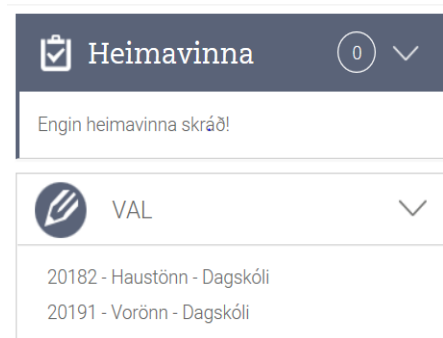 Heimavinna 0
Engin heimavinna skráð!
VAL
20182 - Haustönn - Dagskóli
20191 - Vorönn - Dagskóli